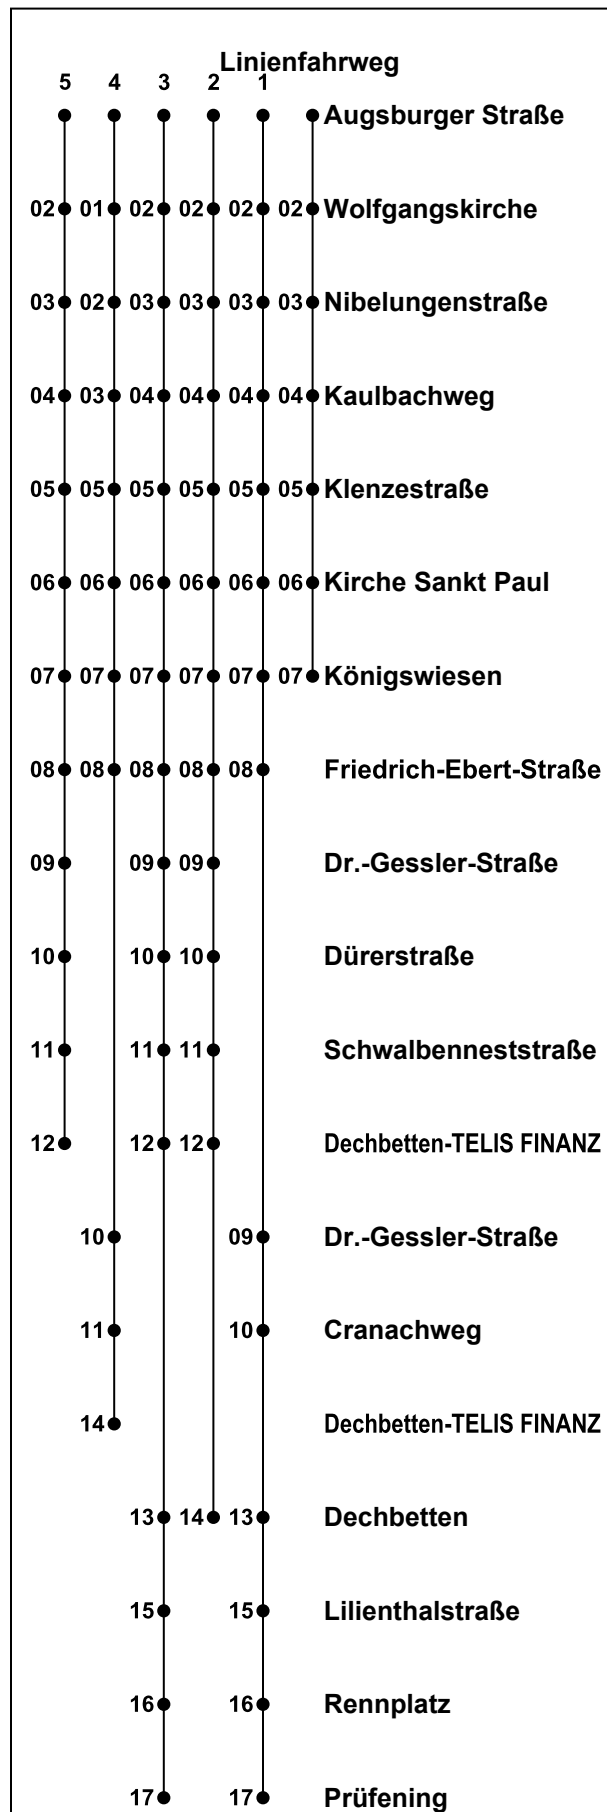 Linienfahrweg
5 4 3 2 1
Augsburger Straße
02 01 02 02 02 02 Wolfgangskirche
03 02 03 03 03 03 Nibelungenstraße
04 03 04 04 04 04 Kaulbachweg
05 05 05 05 05 05 Klenzestraße
06 06 06 06 06 06 Kirche Sankt Paul
07 07 07 07 07 07 Königswiesen
08 08 08 08 08 Friedrich-Ebert-Straße
09 09 09 Dr.-Gessler-Straße
10 10 10 Dürerstraße
11 11 11 Schwalbenneststraße
12 12 12 Dechbetten-TELIS FINANZ
10 09 Dr.-Gessler-Straße
11 10 Cranachweg
14 Dechbetten-TELIS FINANZ
13 14 13 Dechbetten
15 15 Lilienthalstraße
16 16 Rennplatz
17 17 Prüfening